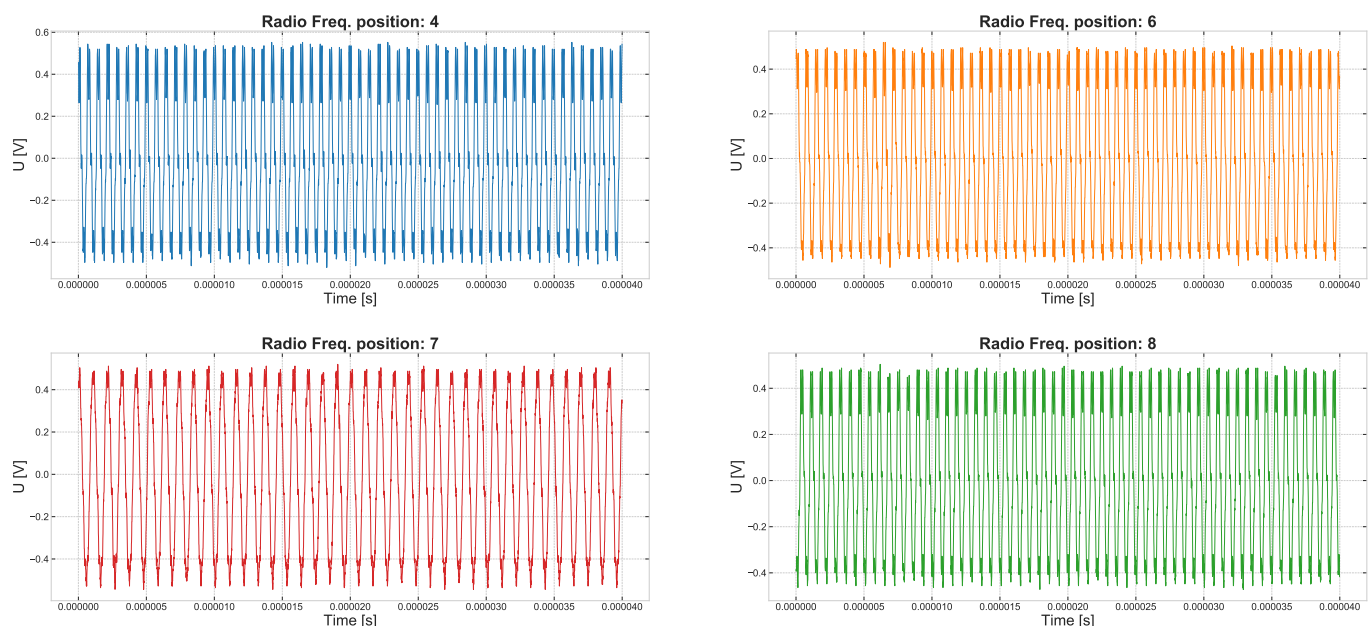 Radio Freq. position: 4
U [V]
0.6
0.4
0.2
0.0
−0.2
−0.4
0.000000 0.000005 0.000010 0.000015 0.000020 0.000025 0.000030 0.000035 0.000040
Time [s]
Radio Freq. position: 6
U [V]
0.4
0.2
0.0
−0.2
−0.4
0.000000 0.000005 0.000010 0.000015 0.000020 0.000025 0.000030 0.000035 0.000040
Time [s]
Radio Freq. position: 7
U [V]
0.4
0.2
0.0
−0.2
−0.4
0.000000 0.000005 0.000010 0.000015 0.000020 0.000025 0.000030 0.000035 0.000040
Time [s]
Radio Freq. position: 8
U [V]
0.4
0.2
0.0
−0.2
−0.4
0.000000 0.000005 0.000010 0.000015 0.000020 0.000025 0.000030 0.000035 0.000040
Time [s]